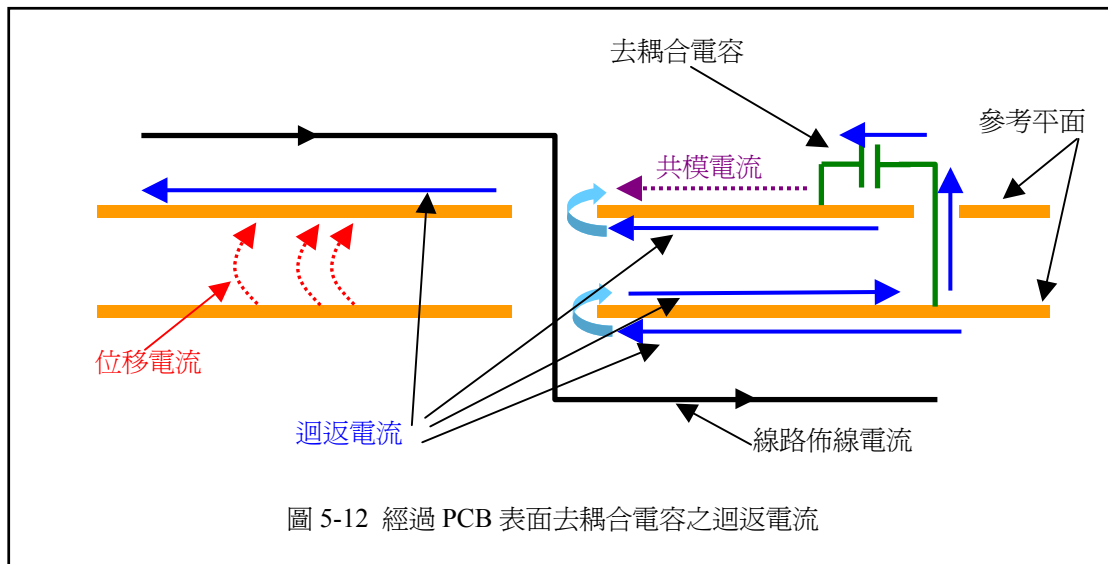 去耦合電容
參考平面
共模電流
位移電流
迴返電流
線路佈線電流
圖 5-12 經過 PCB 表面去耦合電容之迴返電流